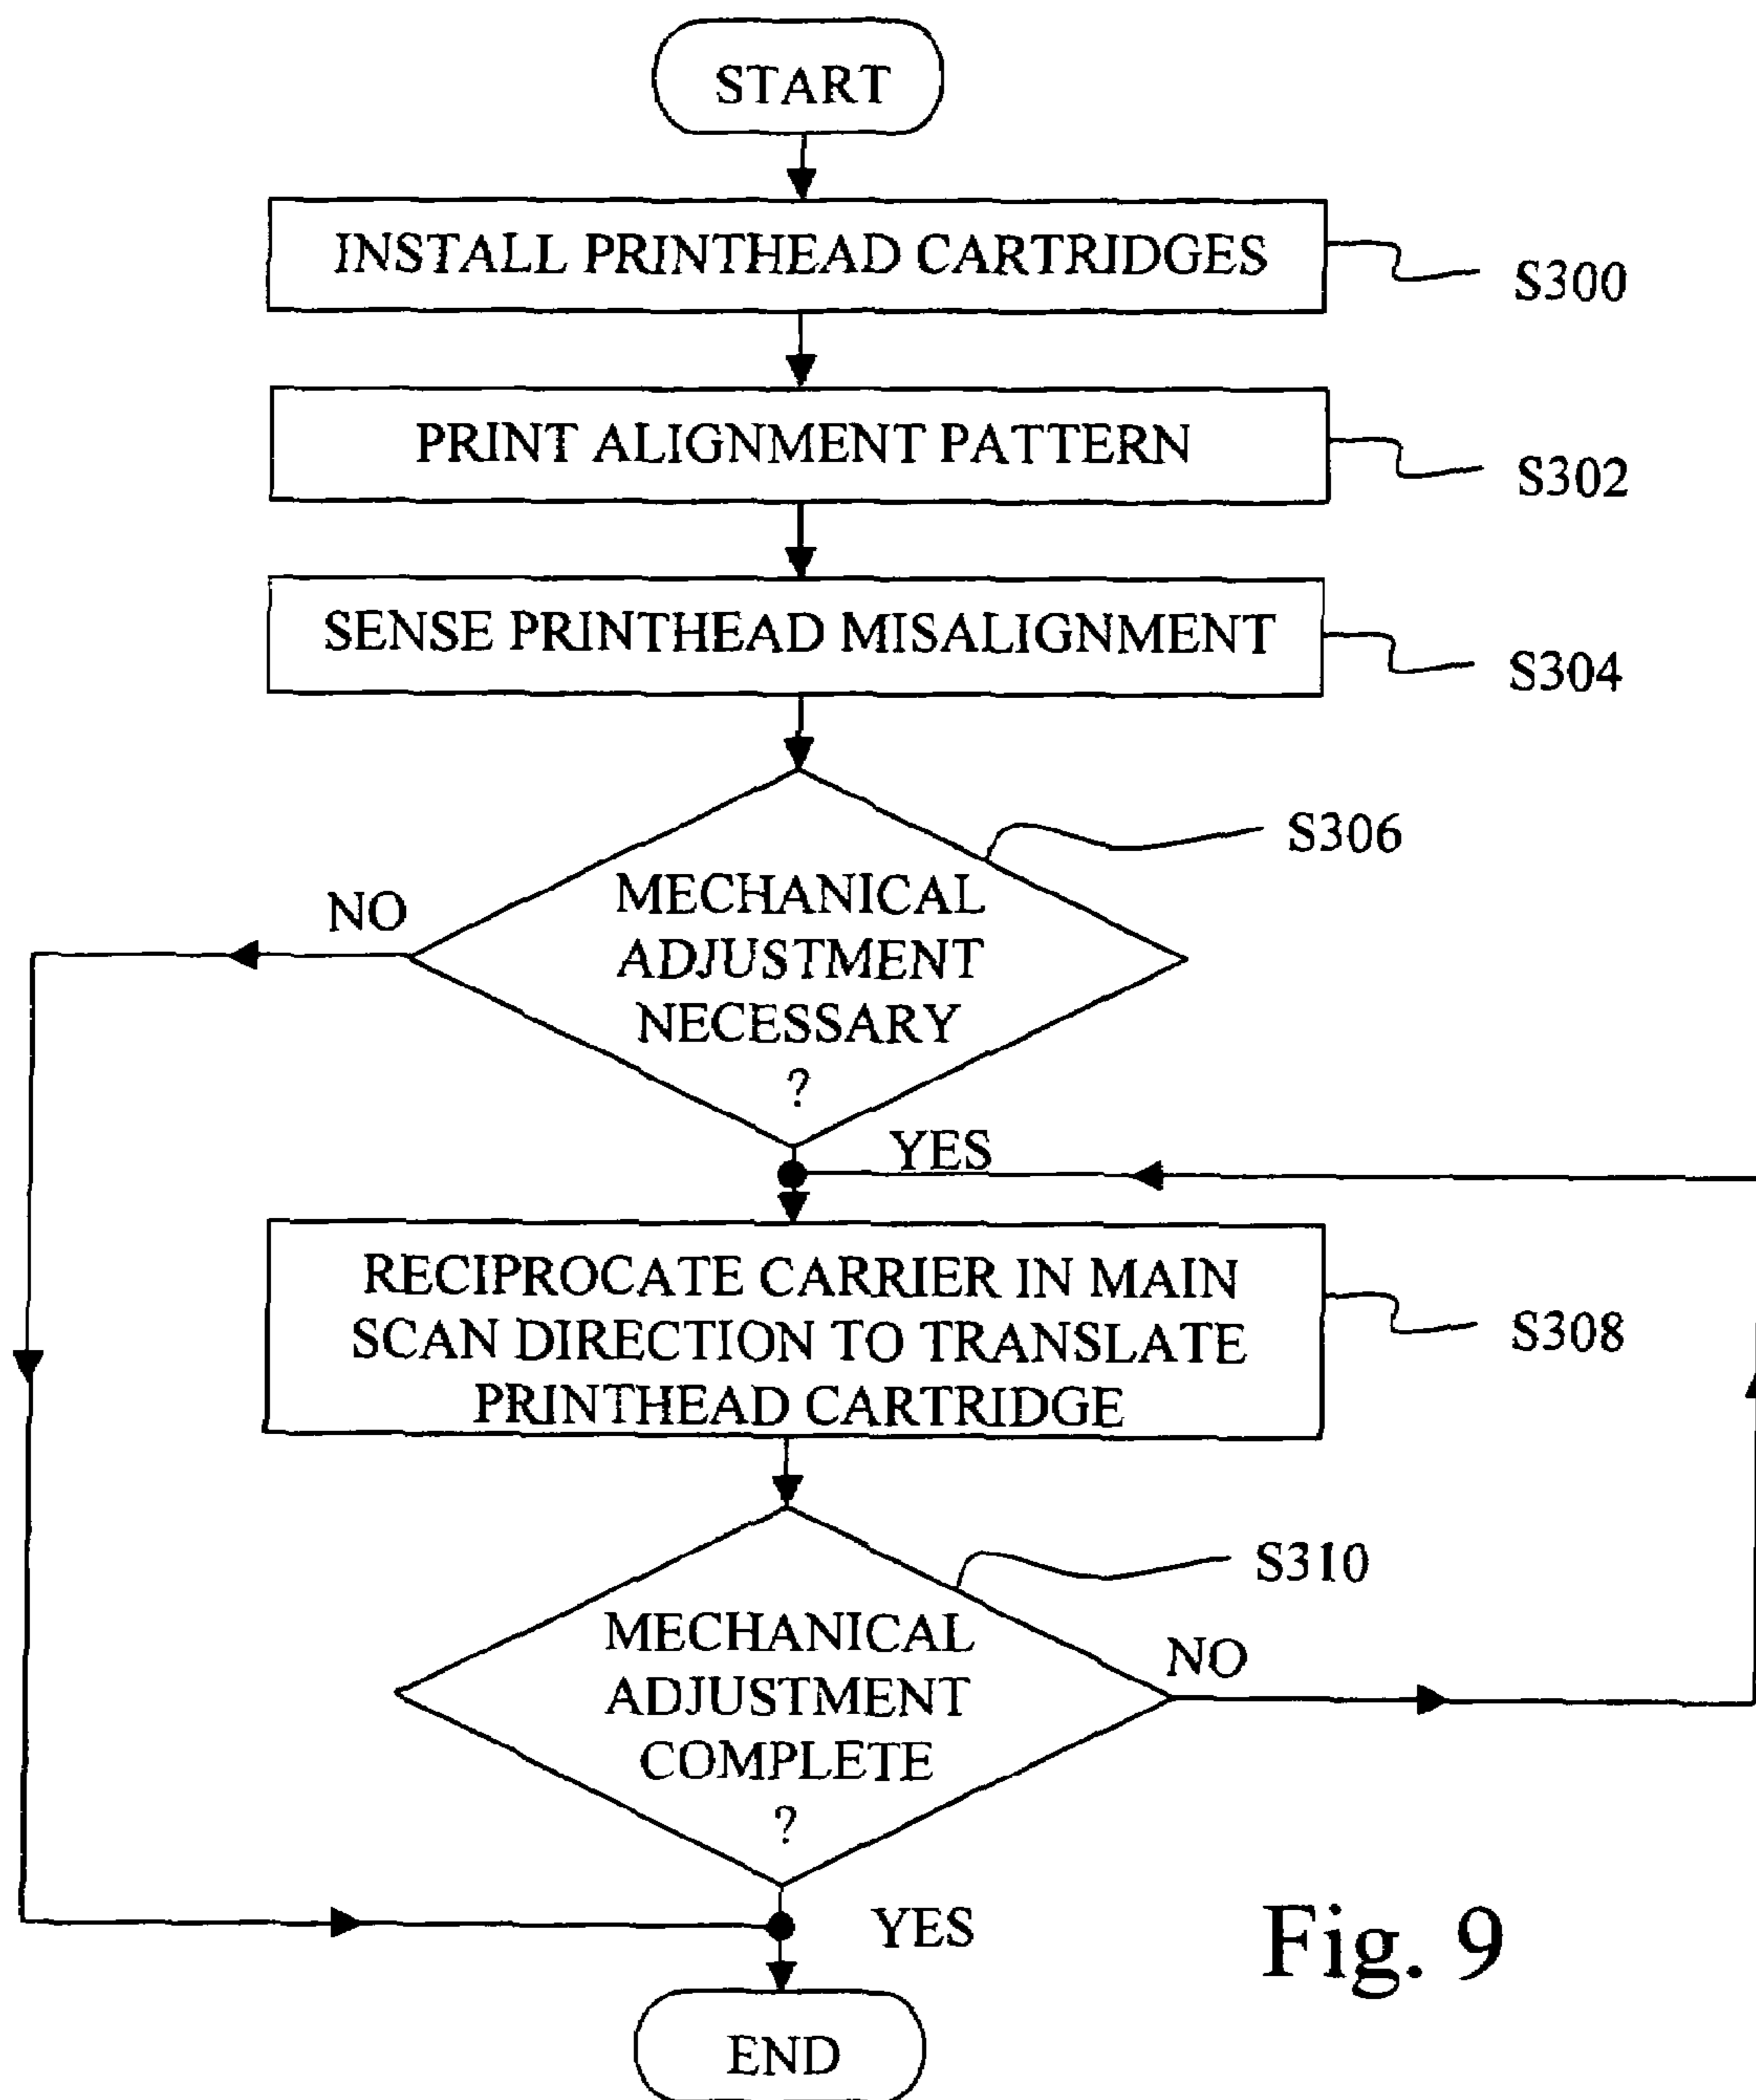 START
INSTALL PRINTHEAD CARTRIDGES
S300
PRINT ALIGNMENT PATTERN
S302
SENSE PRINTHEAD MISALIGNMENT
S304
S306
NO
MECHANICAL
ADJUSTMENT
NECESSARY
?
YES
RECIPROCATE CARRIER IN MAIN
SCAN DIRECTION TO TRANSLATE
PRINTHEAD CARTRIDGE
S308
S310
MECHANICAL
ADJUSTMENT
COMPLETE
?
NO
YES
END
Fig. 9